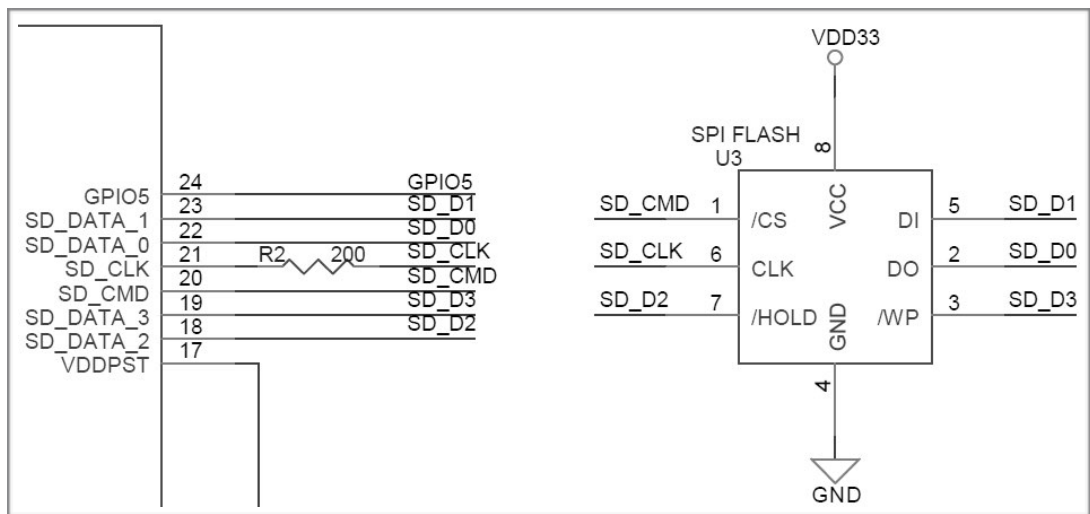 GPIO5 24 GPIO5
SD_DATA_1 23 SD_D1
SD_DATA_0 22 SD_D0
SD_CLK 21 R2 200 SD_CLK
SD_CMD 20 SD_CMD
SD_DATA_3 19 SD_D3
SD_DATA_2 18 SD_D2
VDDPST 17
VDD33
SPI FLASH
U3
8
VCC
SD_CMD 1 /CS DI 5 SD_D1
SD_CLK 6 CLK DO 2 SD_D0
SD_D2 7 /HOLD /WP 3 SD_D3
GND
4
GND